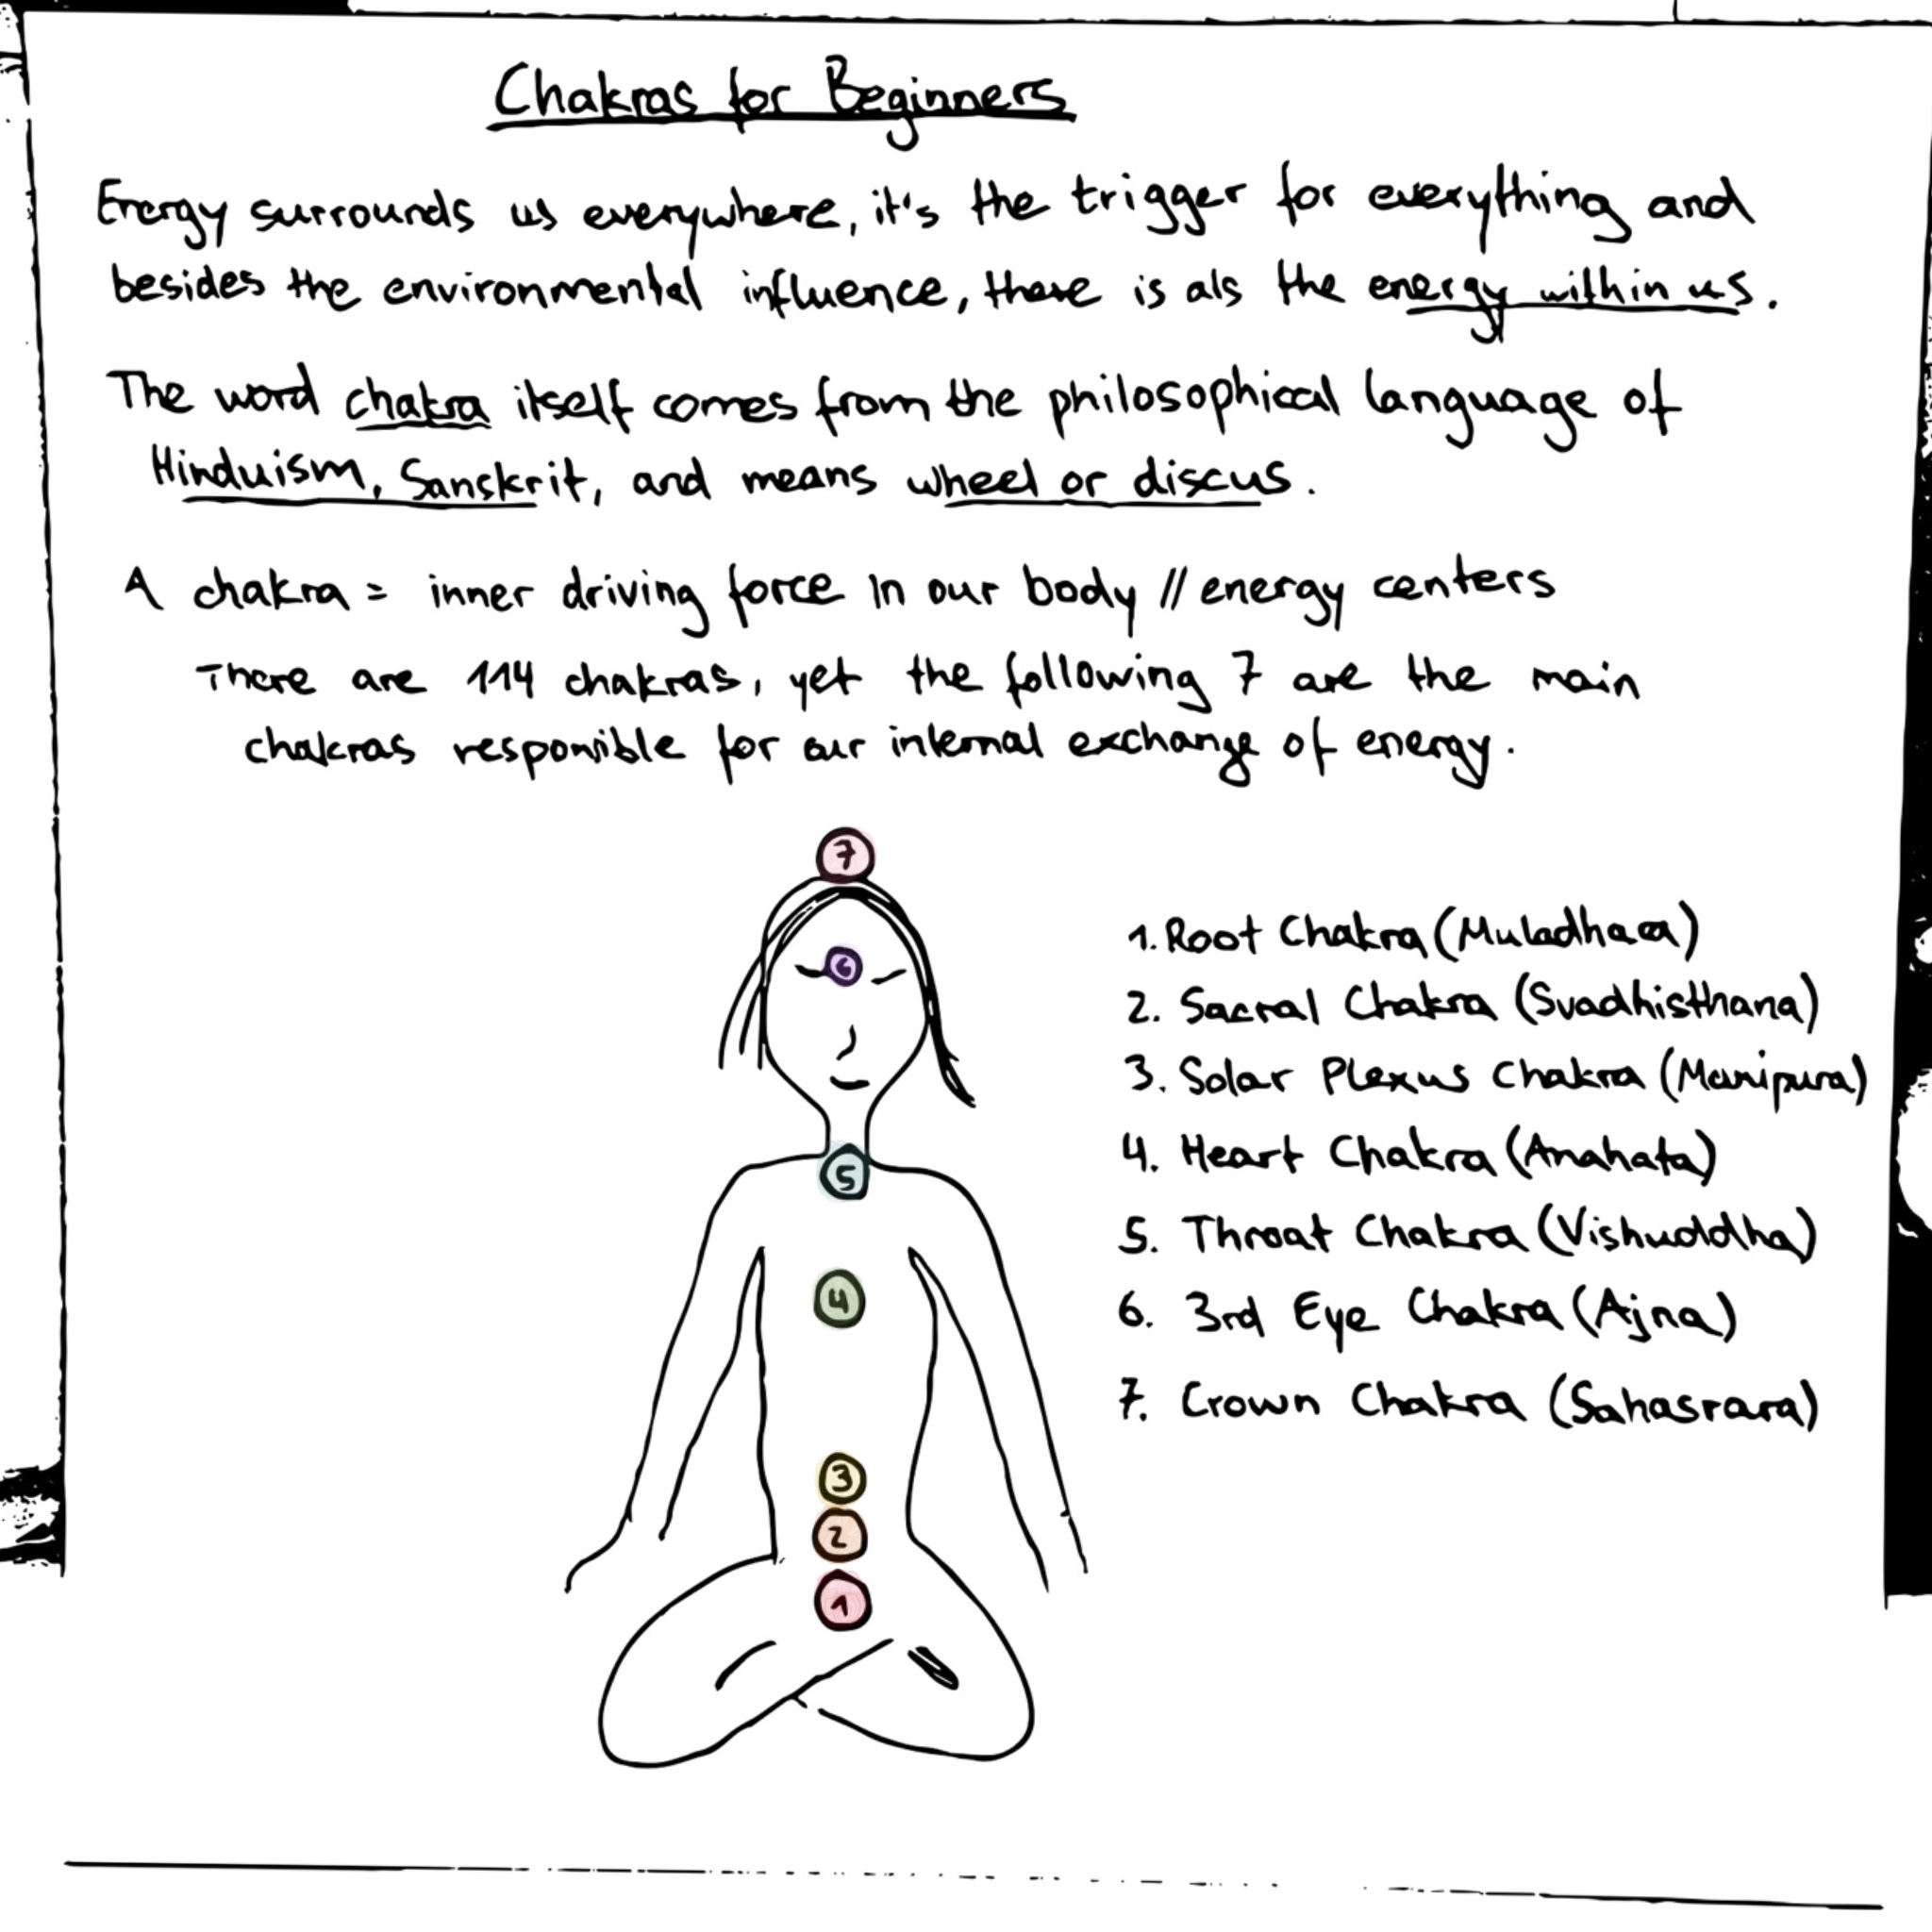 Chakras for Beginners
Energy surrounds us everywhere, it's the trigger for everything and
besides the environmental influence, there is als the energy within us.
The word chakra itself comes from the philosophical language of
Hinduism, Sanskrit, and means wheel or discus.
A chakra = inner driving force in our body // energy centers
There are 114 chakras, yet the following 7 are the main
chakras responsible for our internal exchange of energy.
7
6
5
4
3
2
1
1. Root Chakra (Muladhara)
2. Sacral Chakra (Svadhisthana)
3. Solar Plexus Chakra (Manipura)
4. Heart Chakra (Anahata)
5. Throat Chakra (Vishuddha)
6. 3rd Eye Chakra (Ajna)
7. Crown Chakra (Sahasrara)